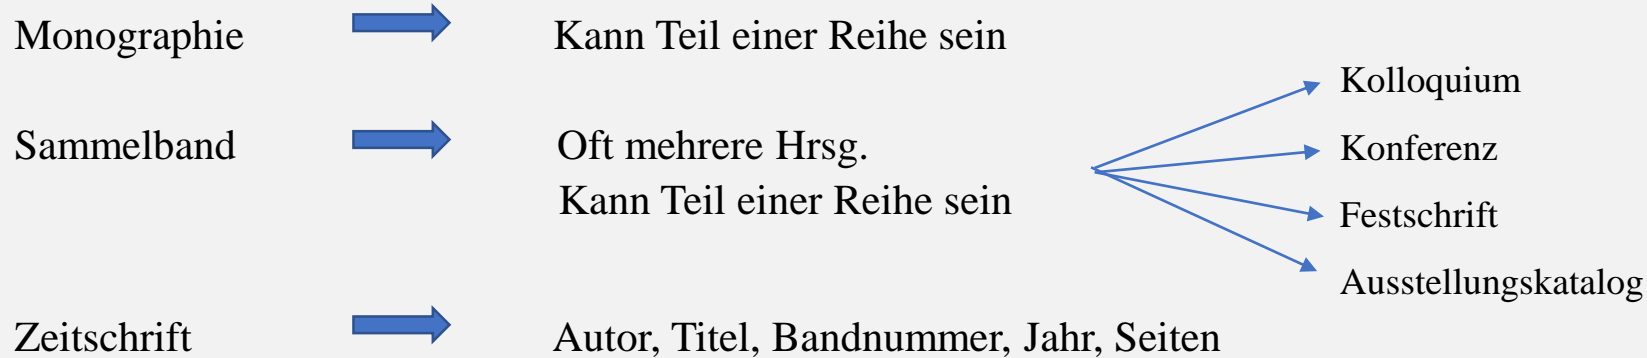 Monographie
Kann Teil einer Reihe sein
Sammelband
Oft mehrere Hrsg.
Kann Teil einer Reihe sein
Kolloquium
Konferenz
Festschrift
Ausstellungskatalog
Zeitschrift
Autor, Titel, Bandnummer, Jahr, Seiten